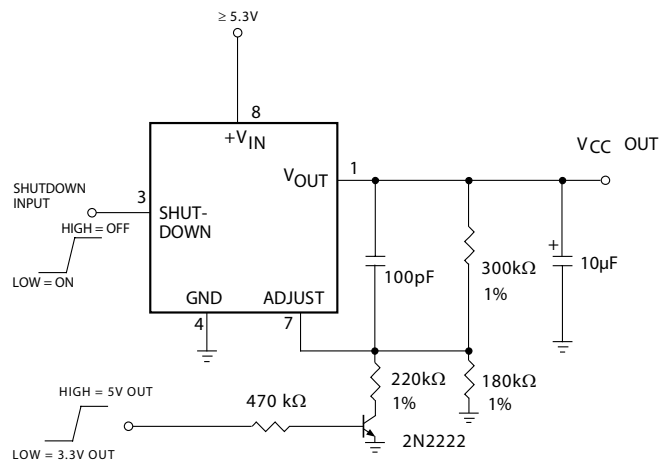 ≥ 5.3V
8
+VIN
VOUT
1
VCC OUT
SHUTDOWN
INPUT
3
SHUT-
DOWN
HIGH = OFF
LOW = ON
GND
4
ADJUST
7
100pF
300kΩ
1%
+
10µF
220kΩ
1%
180kΩ
1%
HIGH = 5V OUT
LOW = 3.3V OUT
470 kΩ
2N2222